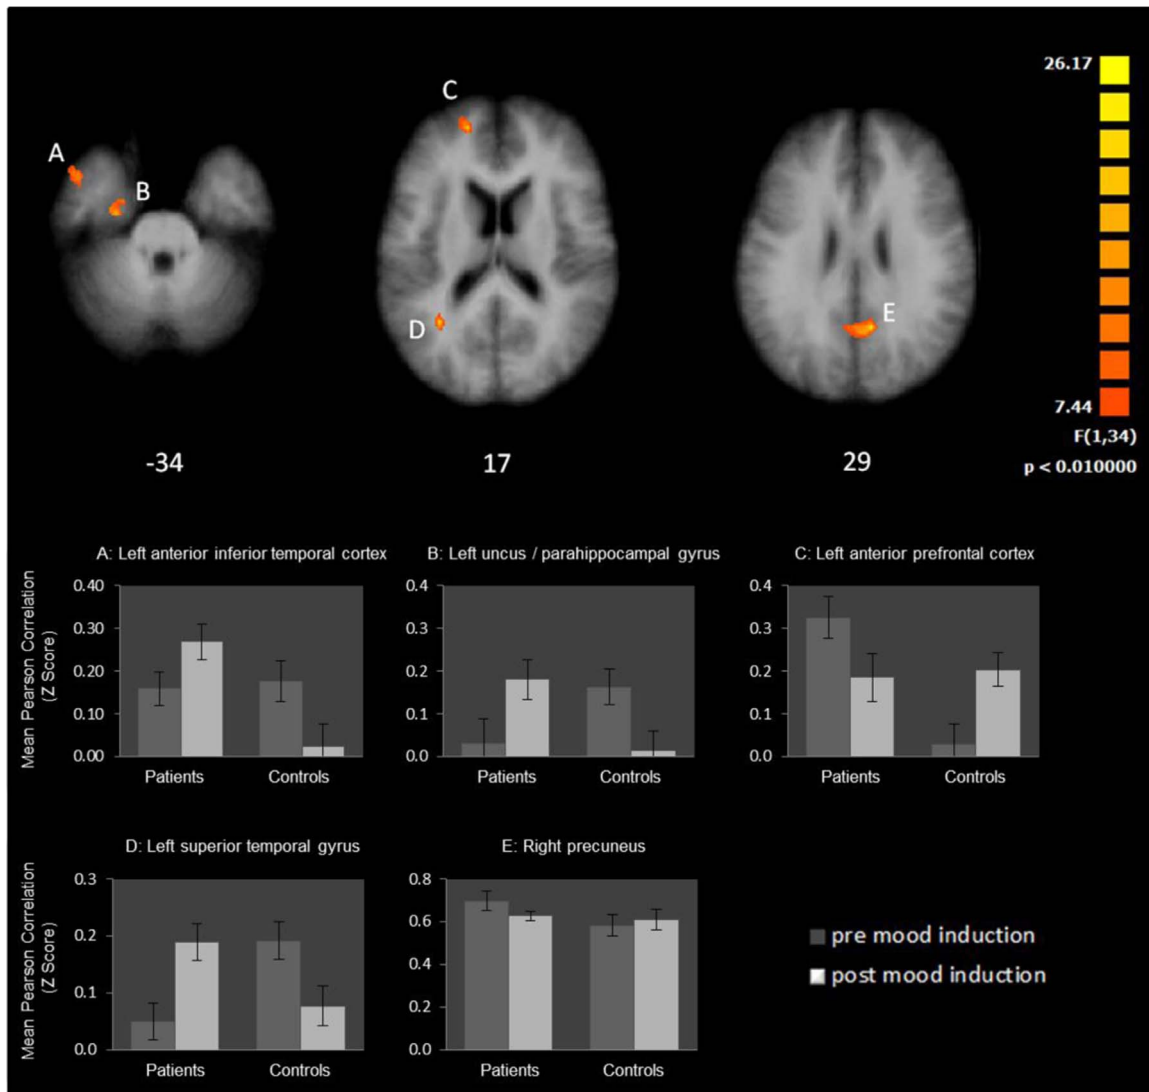 C
A
B
D
E
26.17
7.44
F(1,34)
p < 0.010000
-34
17
29
A: Left anterior inferior temporal cortex
B: Left uncus / parahippocampal gyrus
C: Left anterior prefrontal cortex
Mean Pearson Correlation
(Z Score)
0.40
0.30
0.20
0.10
0.00
Patients
Controls
0.4
0.3
0.2
0.1
0.0
Patients
Controls
0.4
0.3
0.2
0.1
0.0
Patients
Controls
D: Left superior temporal gyrus
E: Right precuneus
Mean Pearson Correlation
(Z Score)
0.3
0.2
0.1
0.0
Patients
Controls
0.8
0.6
0.4
0.2
0.0
Patients
Controls
pre mood induction
post mood induction